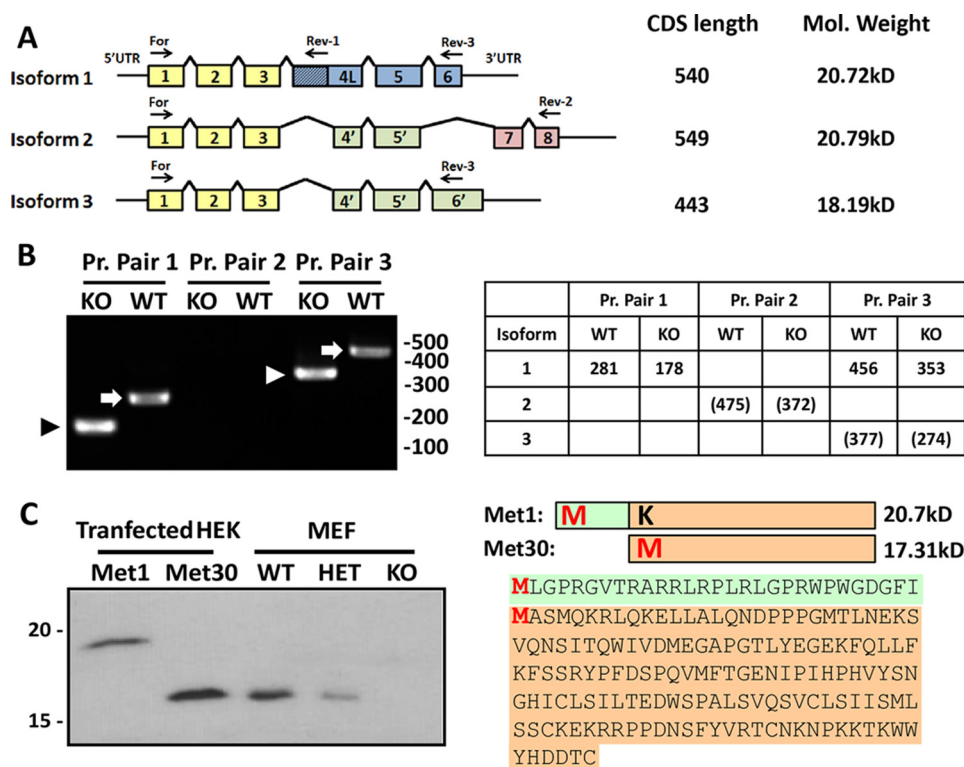 A
CDS length Mol. Weight
5'UTR For Rev-1 Rev-3 3'UTR
Isoform 1 1 2 3 4L 5 6 540 20.72kD
For Rev-2
Isoform 2 1 2 3 4' 5' 7 8 549 20.79kD
For Rev-3
Isoform 3 1 2 3 4' 5' 6' 443 18.19kD
B
Pr. Pair 1 Pr. Pair 2 Pr. Pair 3
KO WT KO WT KO WT
-500
-400
-300
-200
-100
Pr. Pair 1 Pr. Pair 2 Pr. Pair 3
Isoform WT KO WT KO WT KO
1 281 178 456 353
2 (475) (372)
3 (377) (274)
C
Tranfected HEK MEF
Met1 Met30 WT HET KO
20 -
15 -
Met1: M K 20.7kD
Met30: M 17.31kD
MLGPRGVTRARRLRPLRLGPRWPWGDGFI
MASMQKRLQKELLALQNDPPPGMTLNEKS
VQNSITQWIVDMEGAPGTLYEGEKFQLLF
KFSSRYPFDSPQVMFTGENIPIHPHVYSN
GHICLSILTEDWSPALSVQSVCLSIISML
SSCKEKRRPPDNSFYVRTCNKNPKKTKWW
YHDDTC